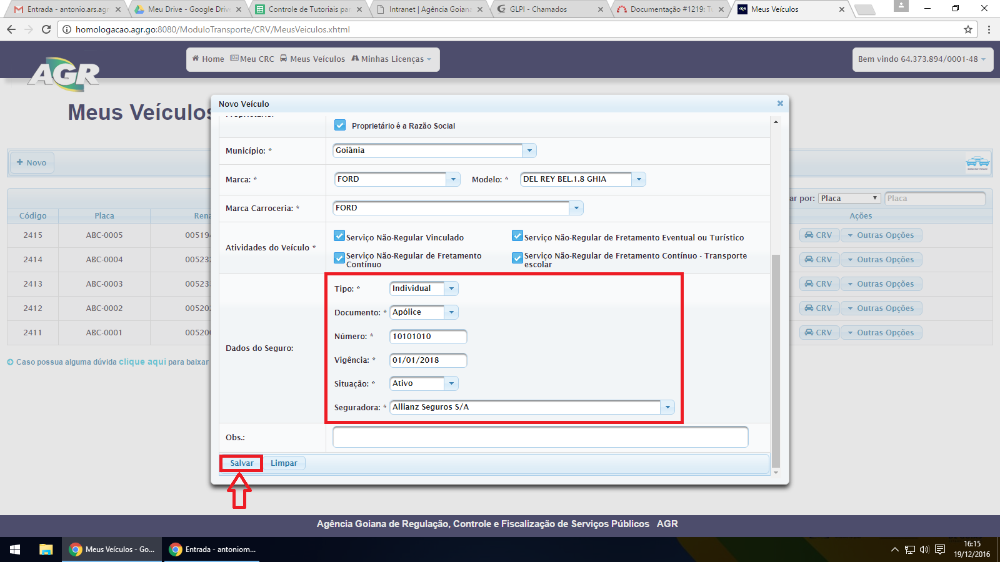 Entrada - antonio.ars.agr
Meu Drive - Google Drive
Controle de Tutoriais par
Intranet | Agência Goiana
GLPI - Chamados
Documentação #1219: Tu
Meus Veículos
homologacao.agr.go:8080/ModuloTransporte/CRV/MeusVeiculos.xhtml
AGR
Home
Meu CRC
Meus Veículos
Minhas Licenças
Bem vindo 64.373.894/0001-48
Meus Veículos
Novo
ar por:
Placa
Placa
Código
Placa
Rena
Ações
2415
ABC-0005
00519
CRV
Outras Opções
2414
ABC-0004
00523
CRV
Outras Opções
2413
ABC-0003
00523
CRV
Outras Opções
2412
ABC-0002
00520
CRV
Outras Opções
2411
ABC-0001
00520
CRV
Outras Opções
Caso possua alguma dúvida clique aqui para baixar
Novo Veículo
Proprietário é a Razão Social
Município: *
Goiânia
Marca: *
FORD
Modelo: *
DEL REY BEL.1.8 GHIA
Marca Carroceria: *
FORD
Atividades do Veículo *
Serviço Não-Regular Vinculado
Serviço Não-Regular de Fretamento Eventual ou Turístico
Serviço Não-Regular de Fretamento
Contínuo
Serviço Não-Regular de Fretamento Contínuo - Transporte
escolar
Dados do Seguro:
Tipo: *
Individual
Documento: *
Apólice
Número: *
10101010
Vigência: *
01/01/2018
Situação: *
Ativo
Seguradora: *
Allianz Seguros S/A
Obs.:
Salvar
Limpar
Agência Goiana de Regulação, Controle e Fiscalização de Serviços Públicos AGR
Meus Veículos - Go...
Entrada - antoniom...
16:15
19/12/2016